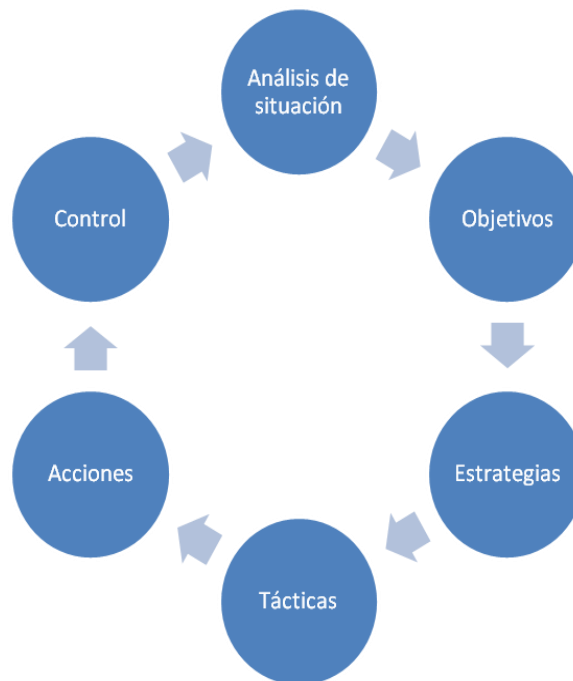 Análisis de
situación
Objetivos
Estrategias
Tácticas
Acciones
Control